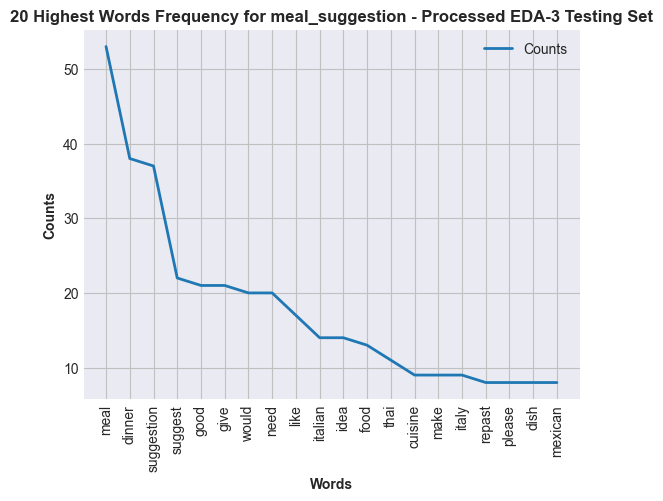 20 Highest Words Frequency for meal_suggestion - Processed EDA-3 Testing Set
Counts
50
40
30
20
10
Counts
meal
dinner
suggestion
suggest
good
give
would
need
like
italian
idea
food
thai
cuisine
make
italy
repast
please
dish
mexican
Words